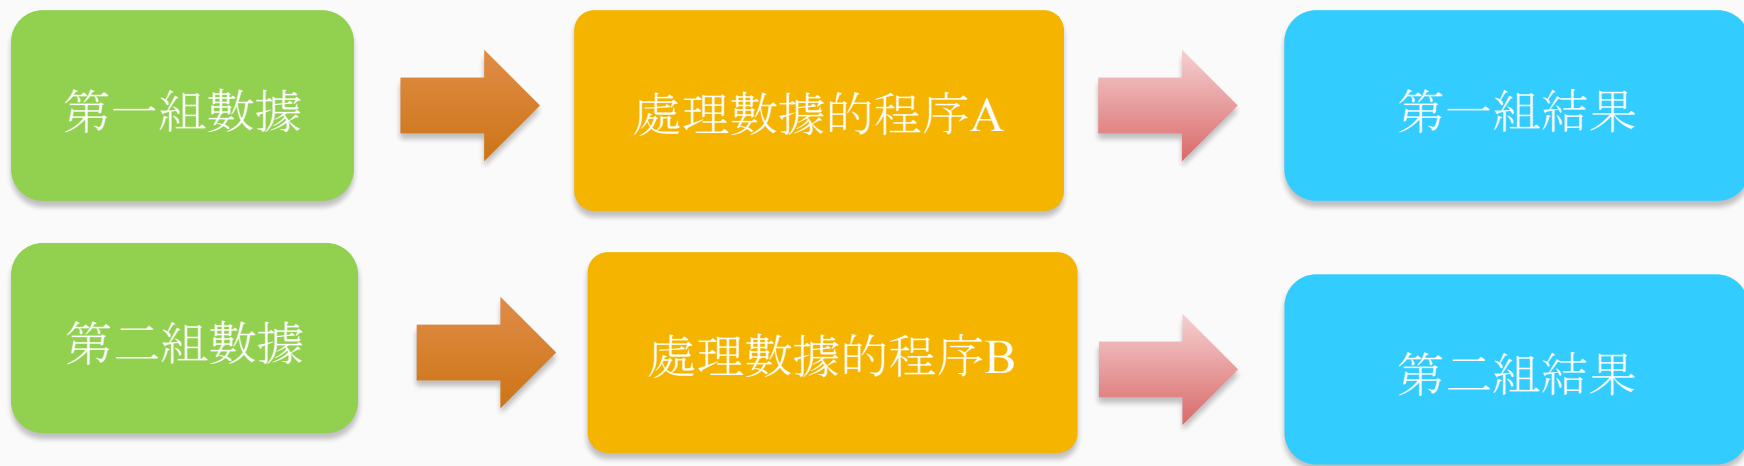 第一組數據
處理數據的程序A
第一組結果
第二組數據
處理數據的程序B
第二組結果